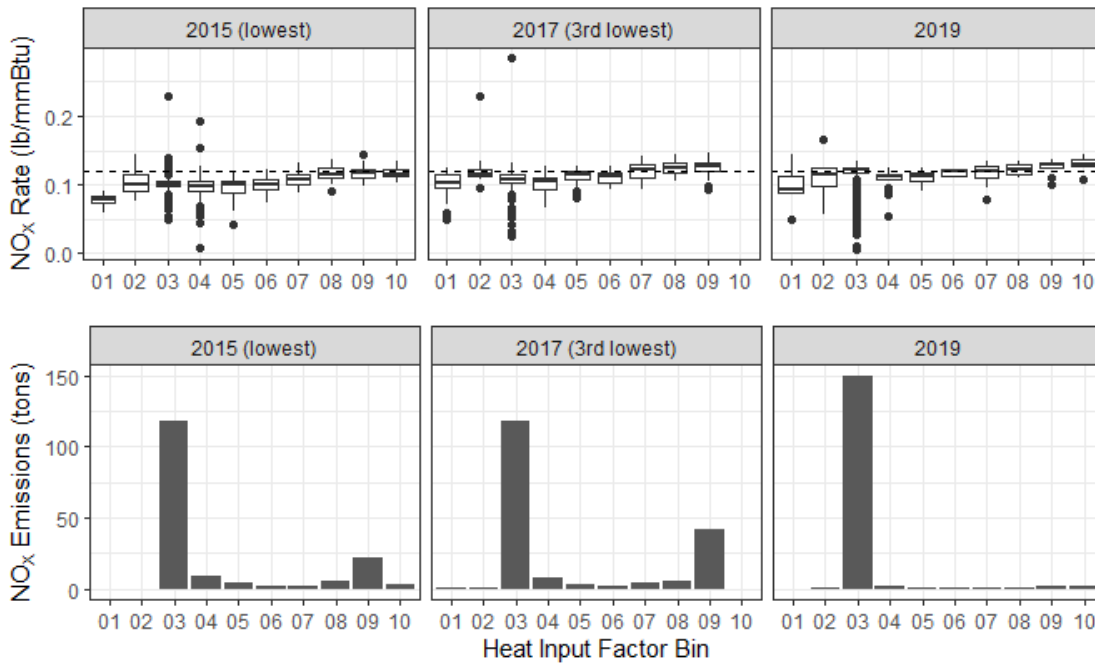 2015 (lowest) 2017 (3rd lowest) 2019
NOX Rate (lb/mmBtu)
0.2
0.1
0.0
01 02 03 04 05 06 07 08 09 10 01 02 03 04 05 06 07 08 09 10 01 02 03 04 05 06 07 08 09 10
2015 (lowest) 2017 (3rd lowest) 2019
NOX Emissions (tons)
150
100
50
0
01 02 03 04 05 06 07 08 09 10 01 02 03 04 05 06 07 08 09 10 01 02 03 04 05 06 07 08 09 10
Heat Input Factor Bin